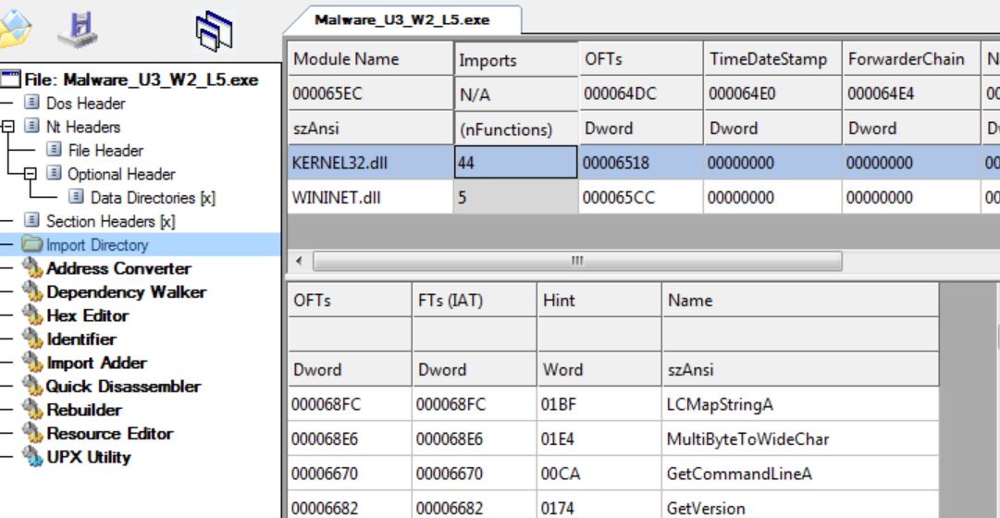 Malware_U3_W2_L5.exe
File: Malware_U3_W2_L5.exe
Dos Header
Nt Headers
File Header
Optional Header
Data Directories [x]
Section Headers [x]
Import Directory
Address Converter
Dependency Walker
Hex Editor
Identifier
Import Adder
Quick Disassembler
Rebuilder
Resource Editor
UPX Utility
Module Name Imports OFTs TimeDateStamp ForwarderChain
000065EC N/A 000064DC 000064E0 000064E4
szAnsi (nFunctions) Dword Dword Dword
KERNEL32.dll 44 00006518 00000000 00000000
WININET.dll 5 000065CC 00000000 00000000
OFTs FTs (IAT) Hint Name
Dword Dword Word szAnsi
000068FC 000068FC 01BF LCMapStringA
000068E6 000068E6 01E4 MultiByteToWideChar
00006670 00006670 00CA GetCommandLineA
00006682 00006682 0174 GetVersion